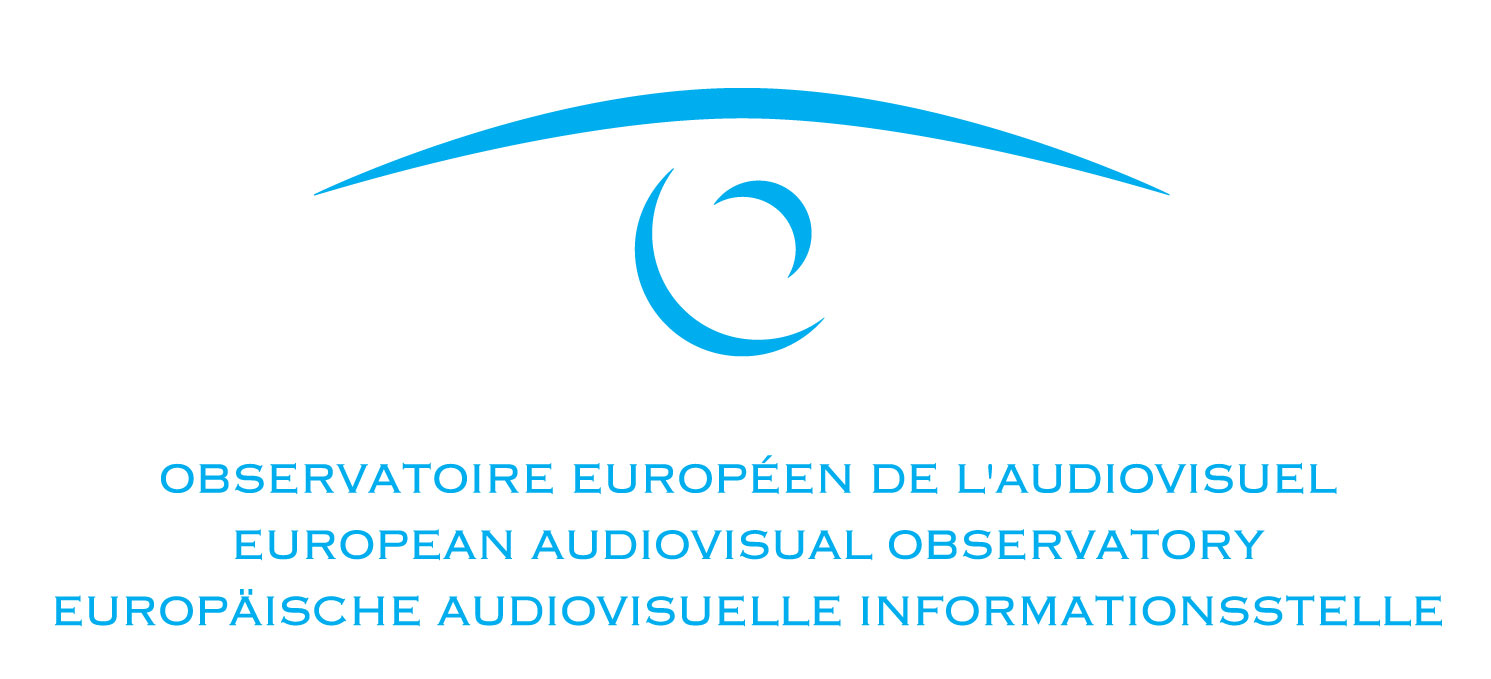 OBSERVATOIRE EUROPÉEN DE L'AUDIOVISUEL
EUROPEAN AUDIOVISUAL OBSERVATORY
EUROPÄISCHE AUDIOVISUELLE INFORMATIONSSTELLE